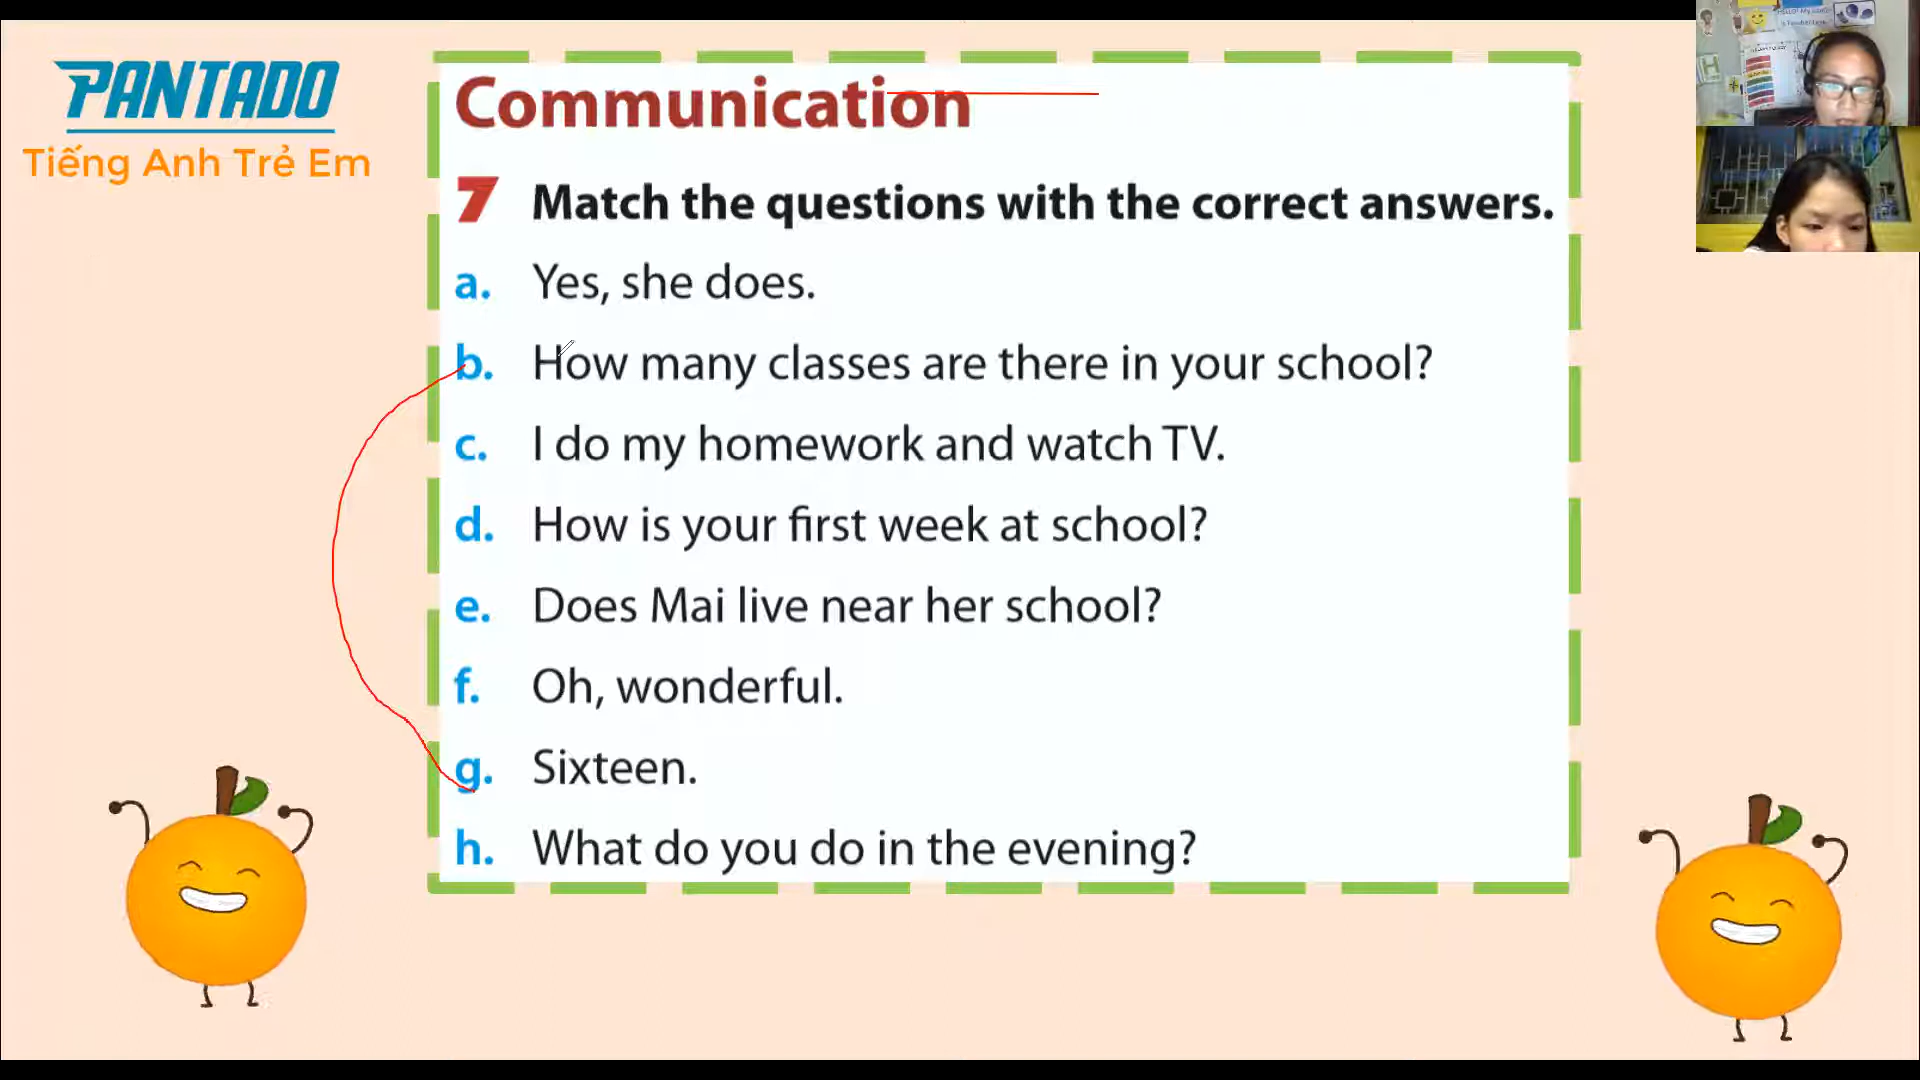 PANTADO
Tiếng Anh Trẻ Em
Communication
7 Match the questions with the correct answers.
a. Yes, she does.
b. How many classes are there in your school?
c. I do my homework and watch TV.
d. How is your first week at school?
e. Does Mai live near her school?
f. Oh, wonderful.
g. Sixteen.
h. What do you do in the evening?